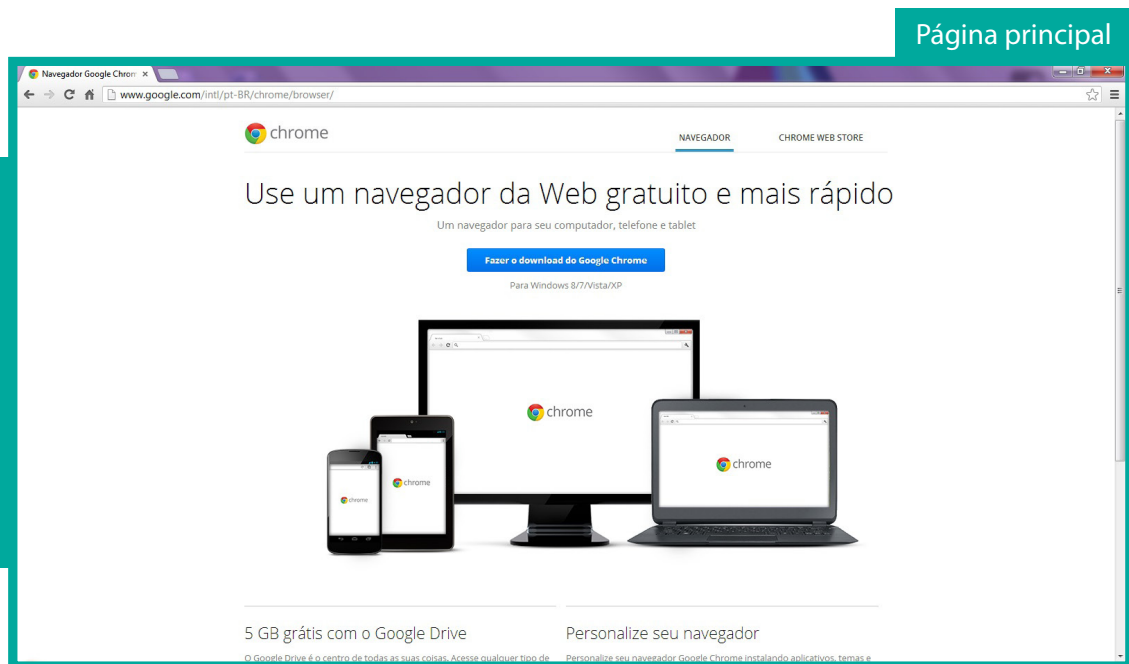 Página principal
Navegador Google Chrom
www.google.com/intl/pt-BR/chrome/browser/
chrome
NAVEGADOR
CHROME WEB STORE
Use um navegador da Web gratuito e mais rápido
Um navegador para seu computador, telefone e tablet
Fazer o download do Google Chrome
Para Windows 8/7/Vista/XP
chrome
chrome
chrome
chrome
5 GB grátis com o Google Drive
Personalize seu navegador
O Google Drive é o centro de todas as suas coisas. Acesse qualquer tipo de
Personalize seu navegador Google Chrome instalando aplicativos, temas e